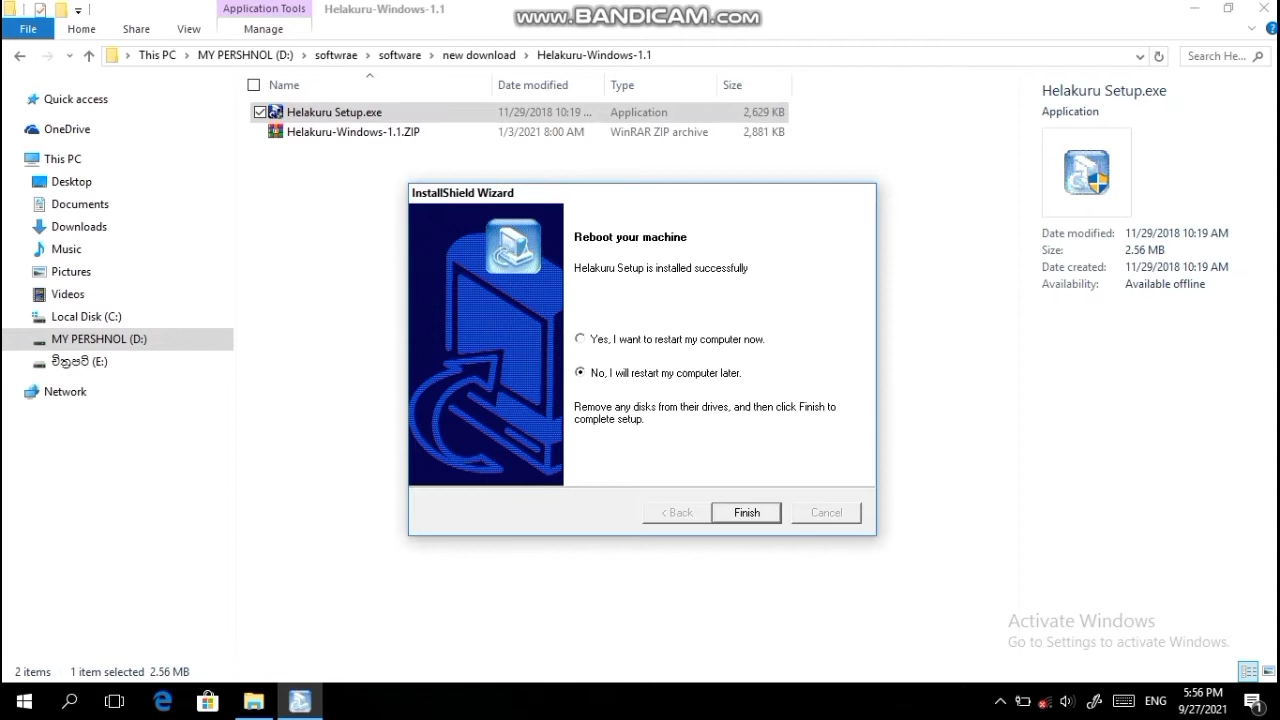 Application Tools
Helakuru-Windows-1.1
www.BANDICAM.com
File
Home
Share
View
Manage
This PC
MY PERSHNOL (D:)
softwrae
software
new download
Helakuru-Windows-1.1
Search He...
Name
Date modified
Type
Size
Helakuru Setup.exe
11/29/2018 10:19 ...
Application
2,629 KB
Helakuru-Windows-1.1.ZIP
1/3/2021 8:00 AM
WinRAR ZIP archive
2,881 KB
Quick access
OneDrive
This PC
Desktop
Documents
Downloads
Music
Pictures
Videos
Local Disk (C:)
MY PERSHNOL (D:)
චිත්‍රපටි (E:)
Network
InstallShield Wizard
Reboot your machine
Helakuru Setup is installed successfully
Yes, I want to restart my computer now.
No, I will restart my computer later.
Remove any disks from their drives, and then click Finish to
complete setup.
< Back
Finish
Cancel
Helakuru Setup.exe
Application
Date modified: 11/29/2018 10:19 AM
Size: 2.56 MB
Date created: 11/29/2018 10:19 AM
Availability: Available offline
Activate Windows
Go to Settings to activate Windows.
2 items
1 item selected 2.56 MB
ENG
5:56 PM
9/27/2021
1